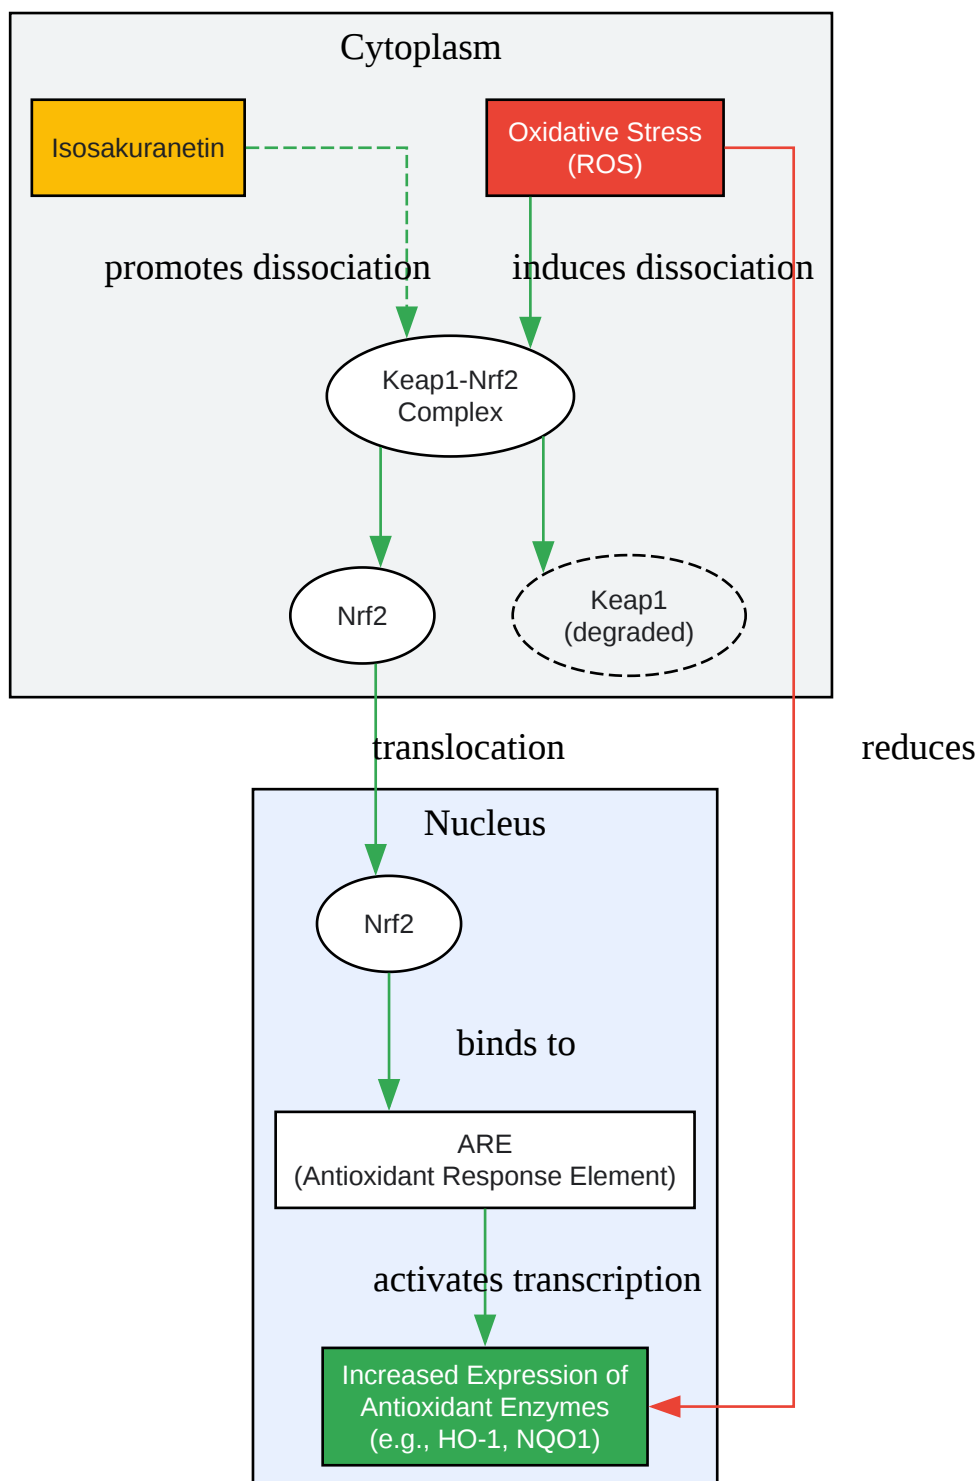 Cytoplasm
Isosakuranetin
Oxidative Stress
(ROS)
promotes dissociation
induces dissociation
Keap1-Nrf2
Complex
Nrf2
Keap1
(degraded)
translocation
reduces
Nucleus
Nrf2
binds to
ARE
(Antioxidant Response Element)
activates transcription
Increased Expression of
Antioxidant Enzymes
(e.g., HO-1, NQO1)